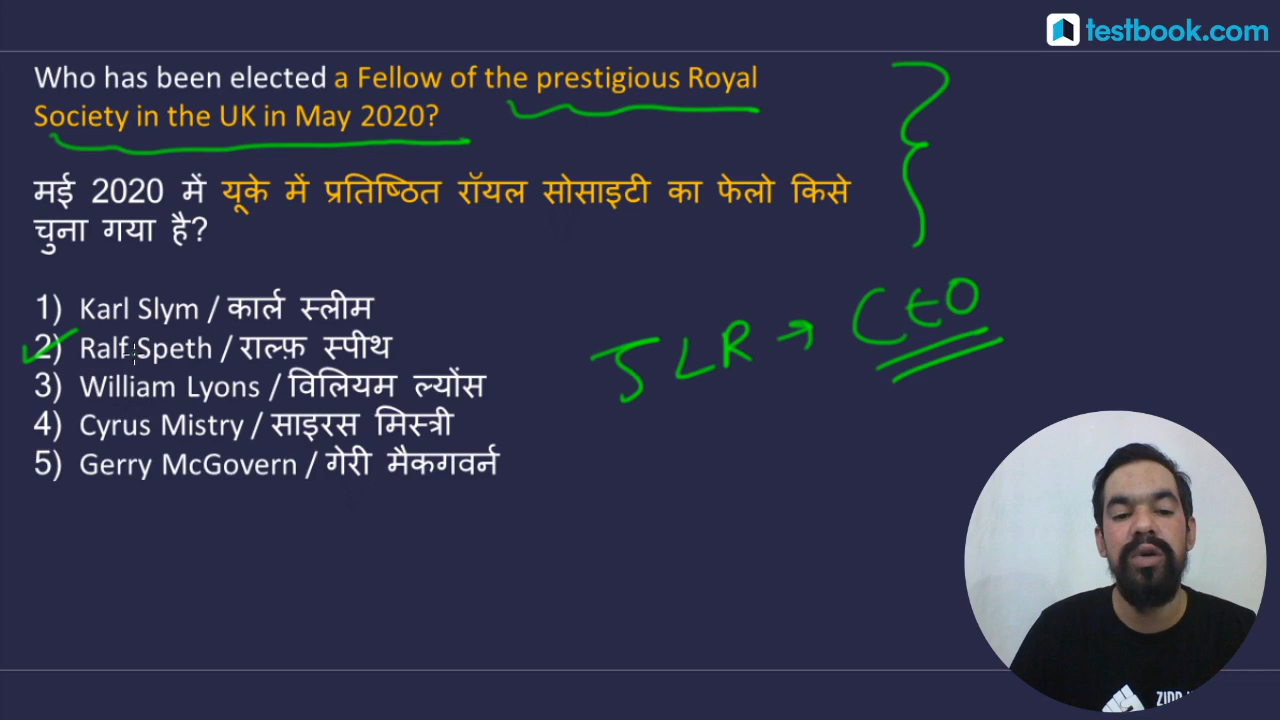 testbook.com
Who has been elected a Fellow of the prestigious Royal
Society in the UK in May 2020?
मई 2020 में यूके में प्रतिष्ठित रॉयल सोसाइटी का फेलो किसे
चुना गया है?
1) Karl Slym / कार्ल स्लीम
2) Ralf Speth / राल्फ़ स्पीथ
3) William Lyons / विलियम ल्योंस
4) Cyrus Mistry / साइरस मिस्त्री
5) Gerry McGovern / गेरी मैकगवर्न
JLR → CEO